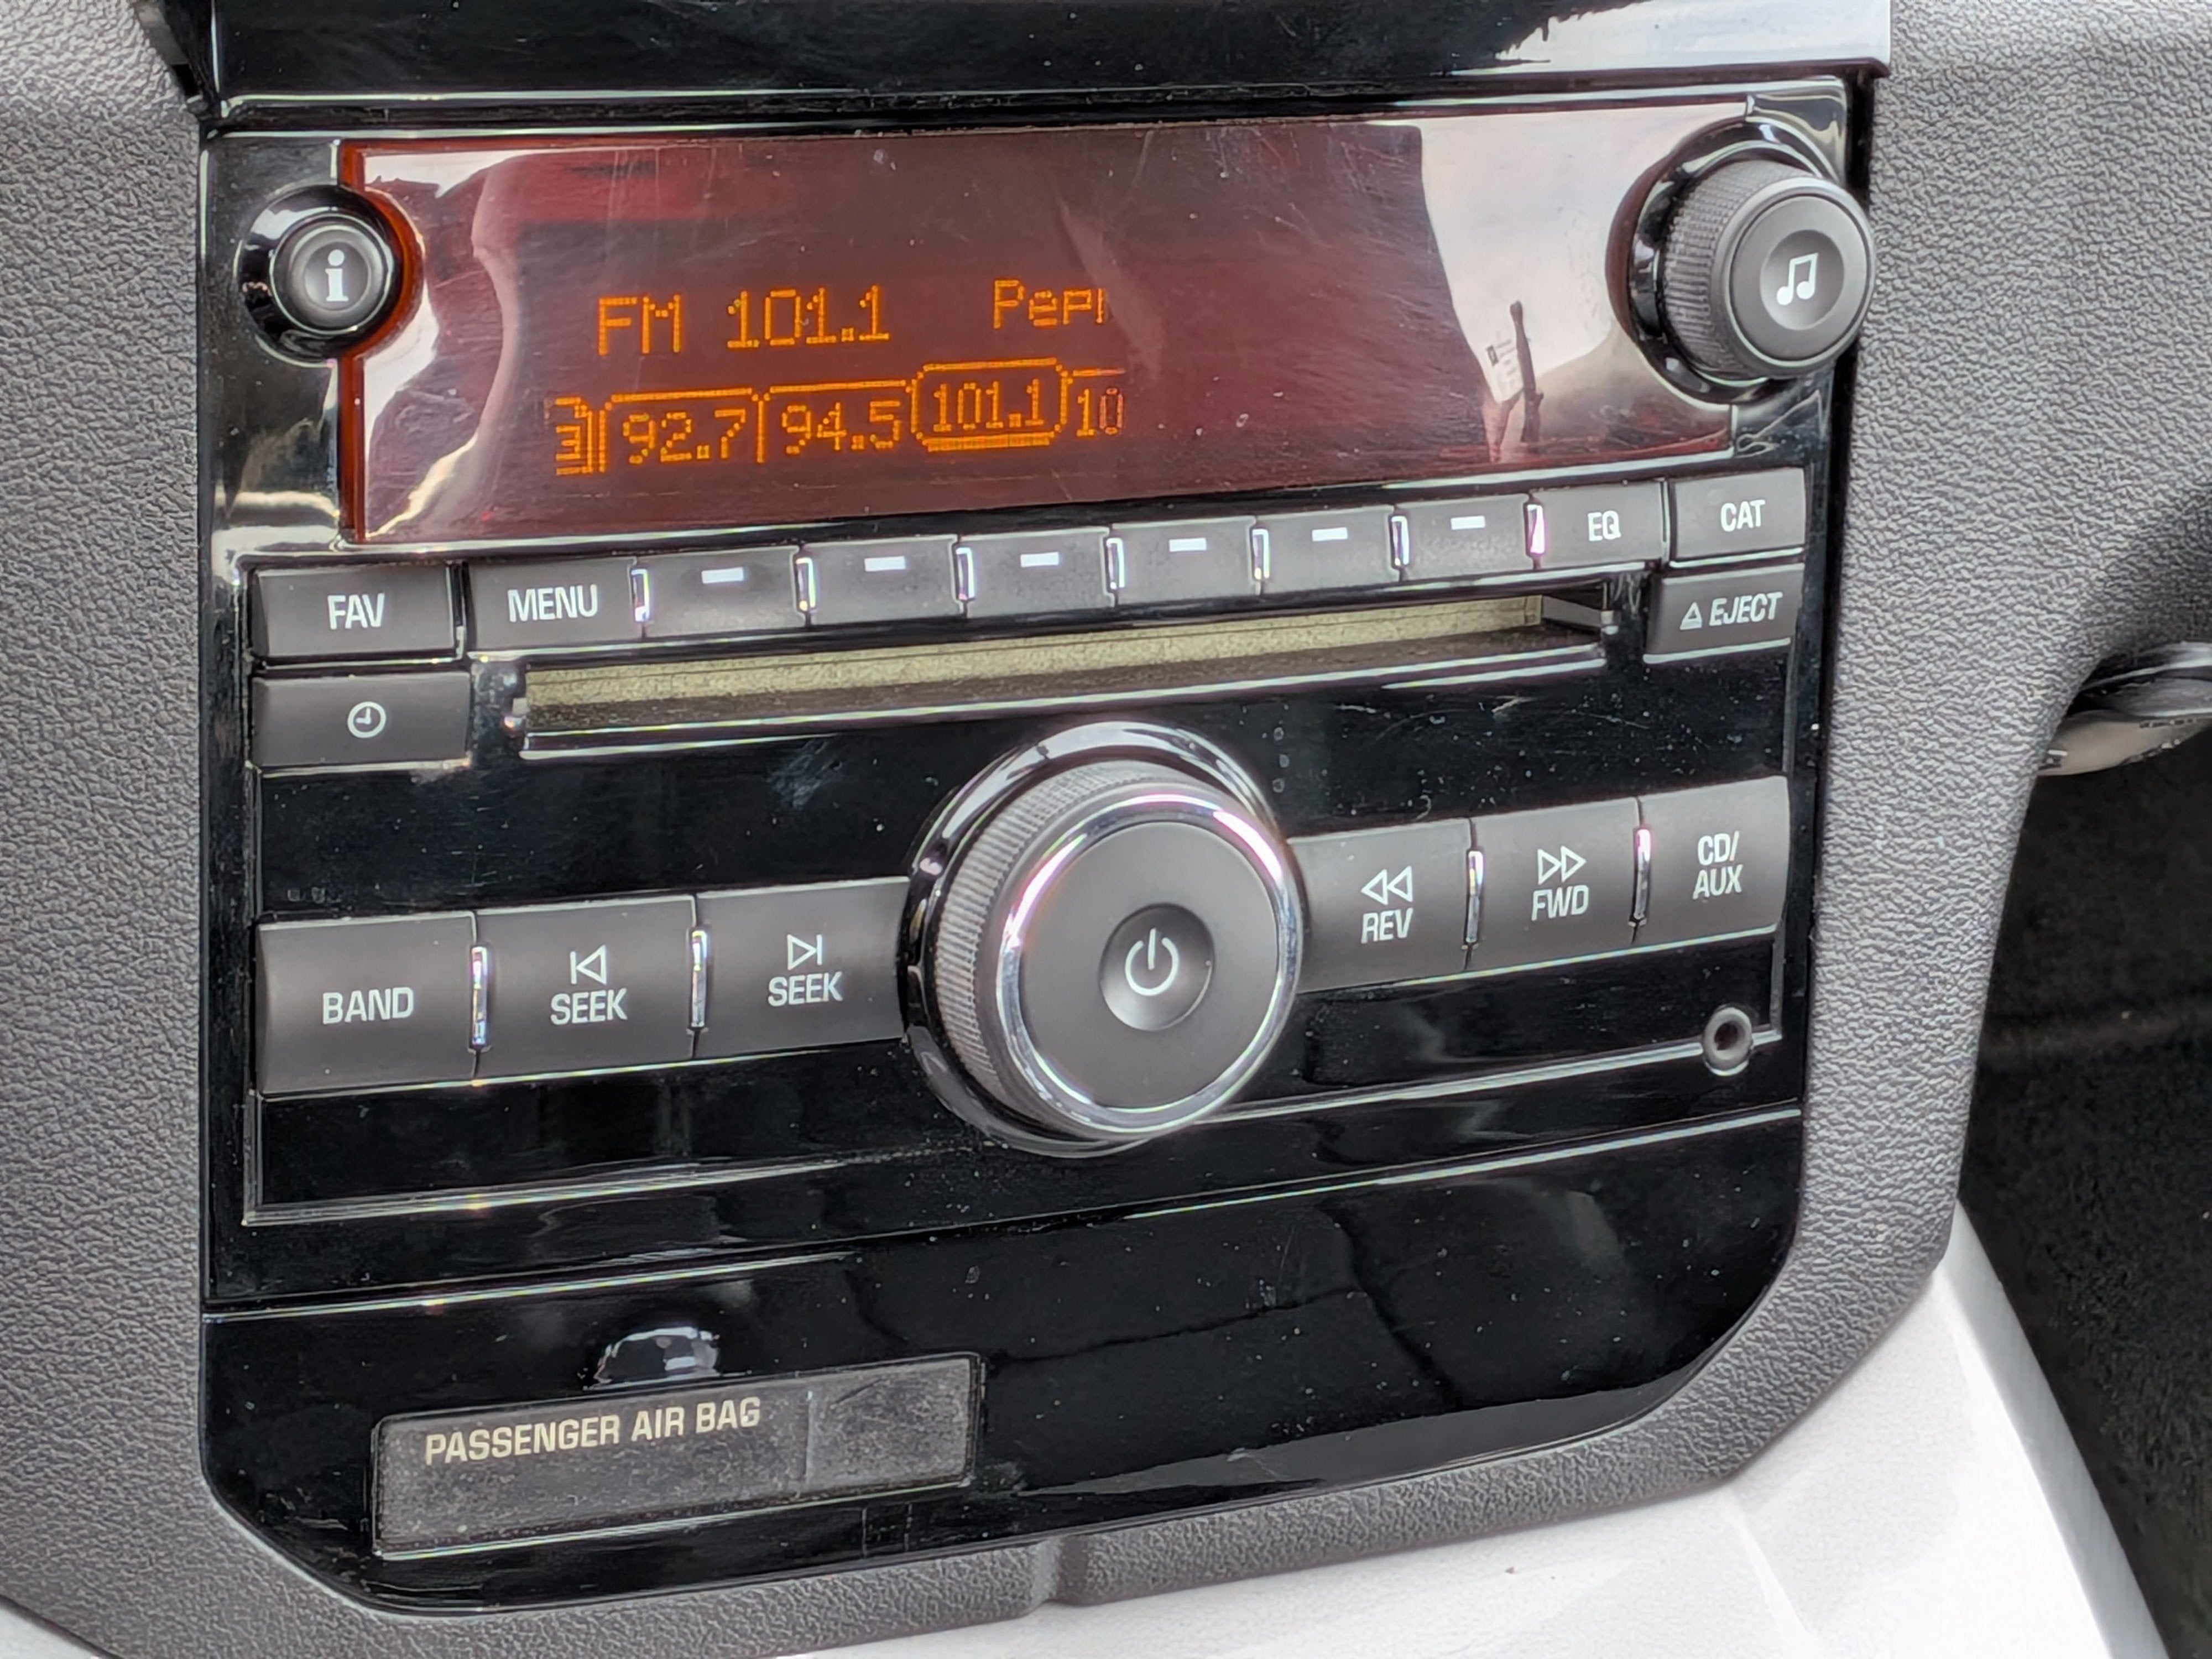 FM 101.1
92.7 94.5 101.1 10
FAV MENU EQ CAT
EJECT
BAND SEEK SEEK REV FWD CD/
AUX
PASSENGER AIR BAG